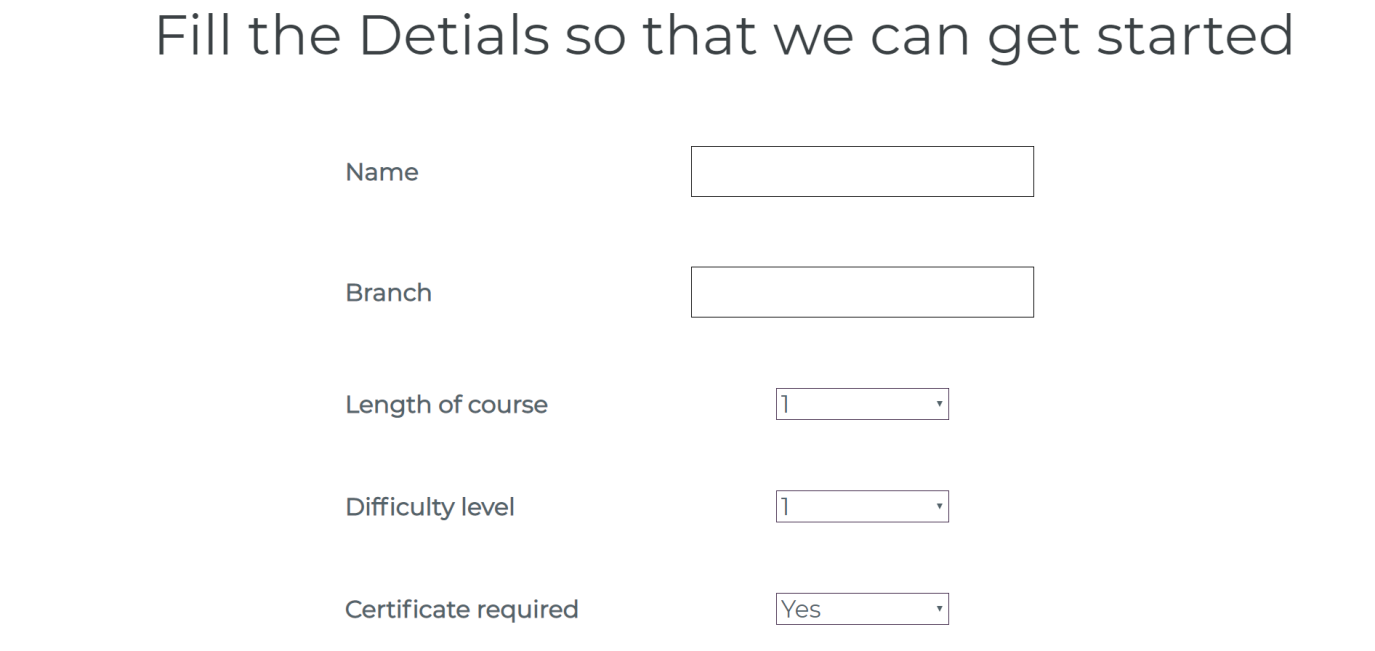 Fill the Detials so that we can get started
Name
Branch
Length of course 1
Difficulty level 1
Certificate required Yes